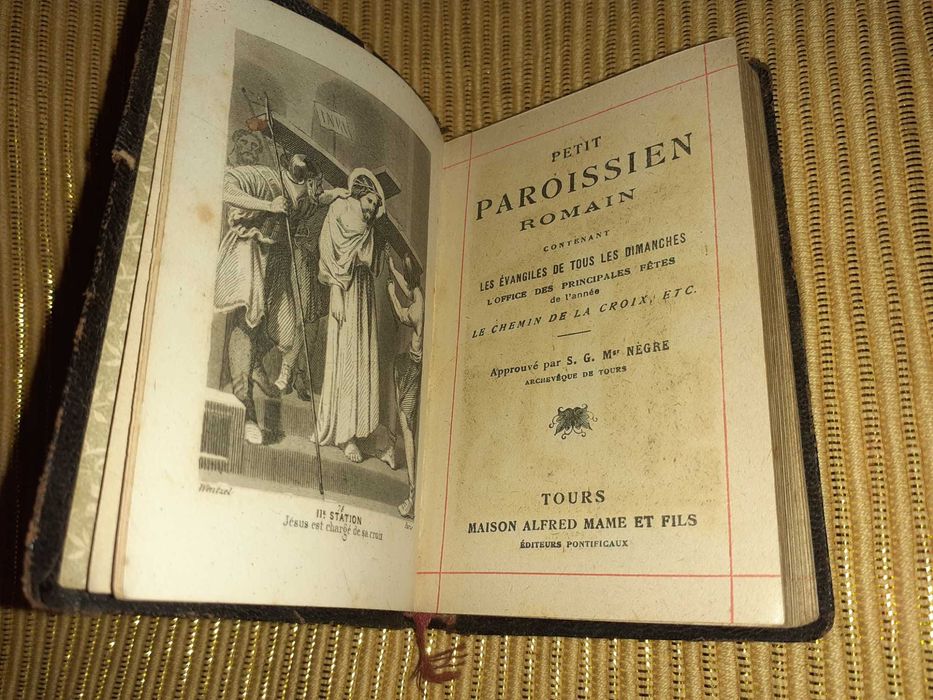 INRI
Wentzel
IIᵉ STATION
Jésus est chargé de sa croix
PETIT
PAROISSIEN
ROMAIN
CONTENANT
LES ÉVANGILES DE TOUS LES DIMANCHES
L'OFFICE DES PRINCIPALES FÊTES
de l'année
LE CHEMIN DE LA CROIX, ETC.
Approuvé par S. G. Mᵍʳ NÈGRE
ARCHEVÊQUE DE TOURS
TOURS
MAISON ALFRED MAME ET FILS
ÉDITEURS PONTIFICAUX